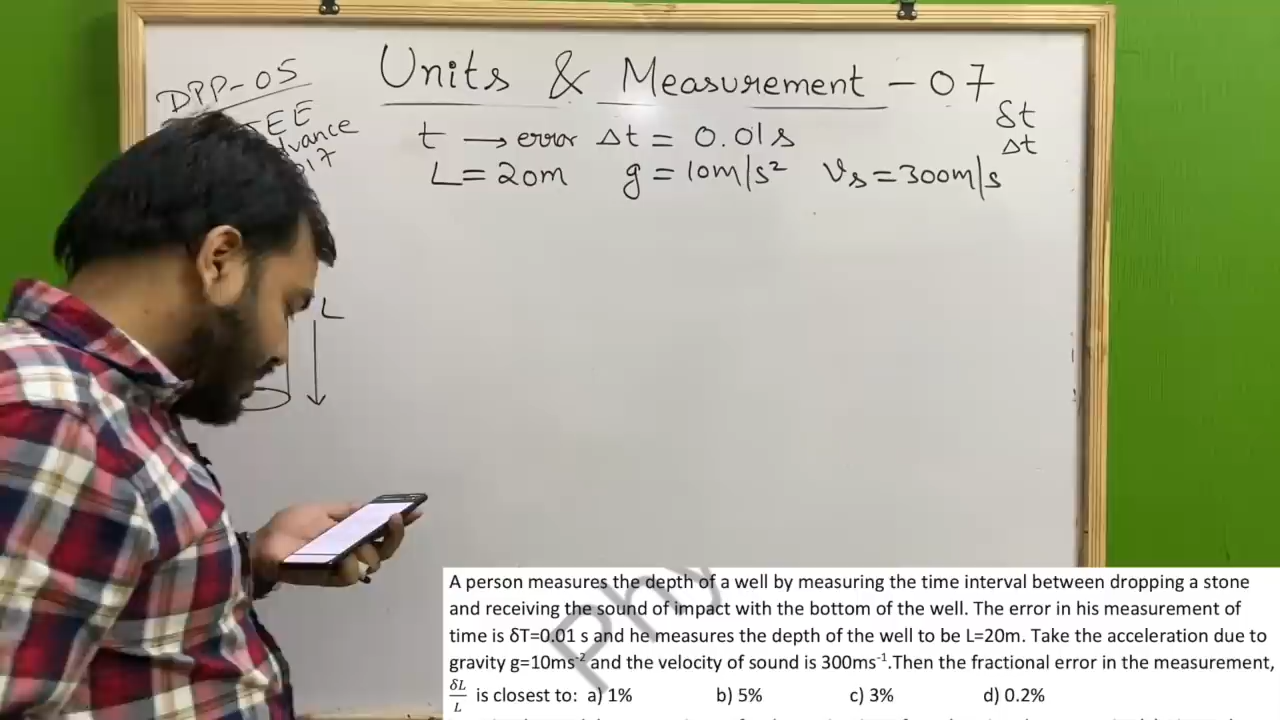 DPP-05
Units & Measurement - 07
t → error Δt = 0.01s
δt
Δt
L = 20m g = 10m/s² Vs = 300m/s
L
Phy
A person measures the depth of a well by measuring the time interval between dropping a stone
and receiving the sound of impact with the bottom of the well. The error in his measurement of
time is δT=0.01 s and he measures the depth of the well to be L=20m. Take the acceleration due to
gravity g=10ms⁻² and the velocity of sound is 300ms⁻¹.Then the fractional error in the measurement,
δL/L is closest to: a) 1% b) 5% c) 3% d) 0.2%